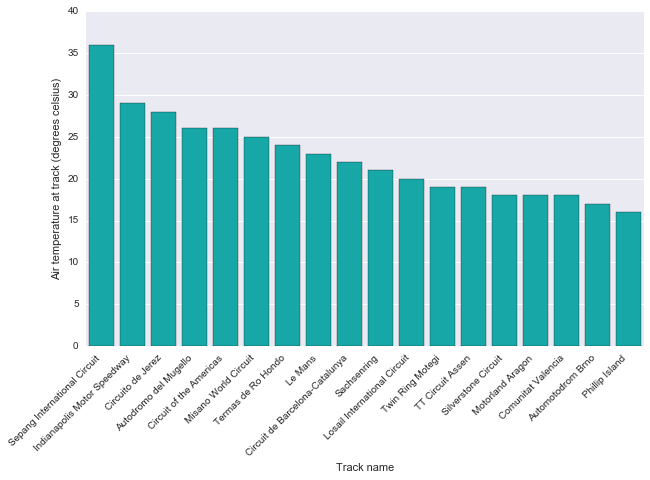 40
35
30
25
20
15
10
5
0
Air temperature at track (degrees celsius)
Sepang International Circuit
Indianapolis Motor Speedway
Circuito de Jerez
Autodromo del Mugello
Circuit of the Americas
Misano World Circuit
Termas de Ro Hondo
Le Mans
Circuit de Barcelona-Catalunya
Sachsenring
Losail International Circuit
Twin Ring Motegi
TT Circuit Assen
Silverstone Circuit
Motorland Aragon
Comunitat Valencia
Automotodrom Brno
Phillip Island
Track name